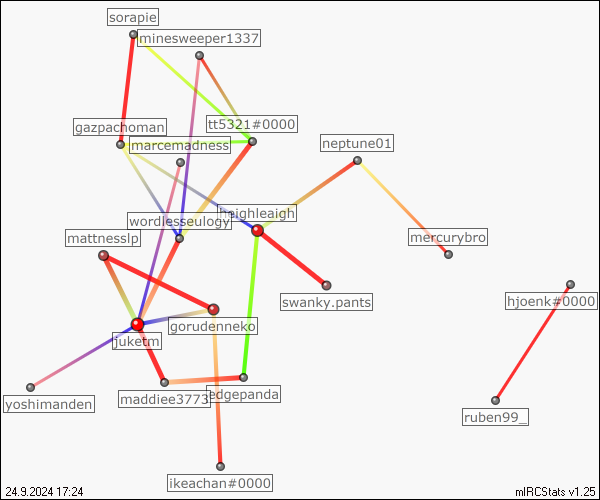 sorapie
minesweeper1337
gazpachoman
tt5321#0000
marcemadness
neptune01
haighleaigh
wordlesseulogy
mattnesslp
mercurybro
swanky.pants
hjoenk#0000
gorudenneko
juketm
yoshimanden
maddiee3773
edgepanda
ruben99_
ikeachan#0000
24.9.2024 17:24
mIRCStats v1.25